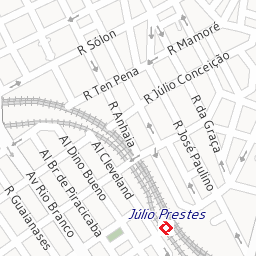 R Sólon
R Mamoré
R Ten Pena
R Júlio Conceição
R Anhaia
R da Graça
R José Paulino
Al Cleveland
Al Dino Bueno
Al Br de Piracicaba
Av Rio Branco
R Guaianases
Júlio Prestes